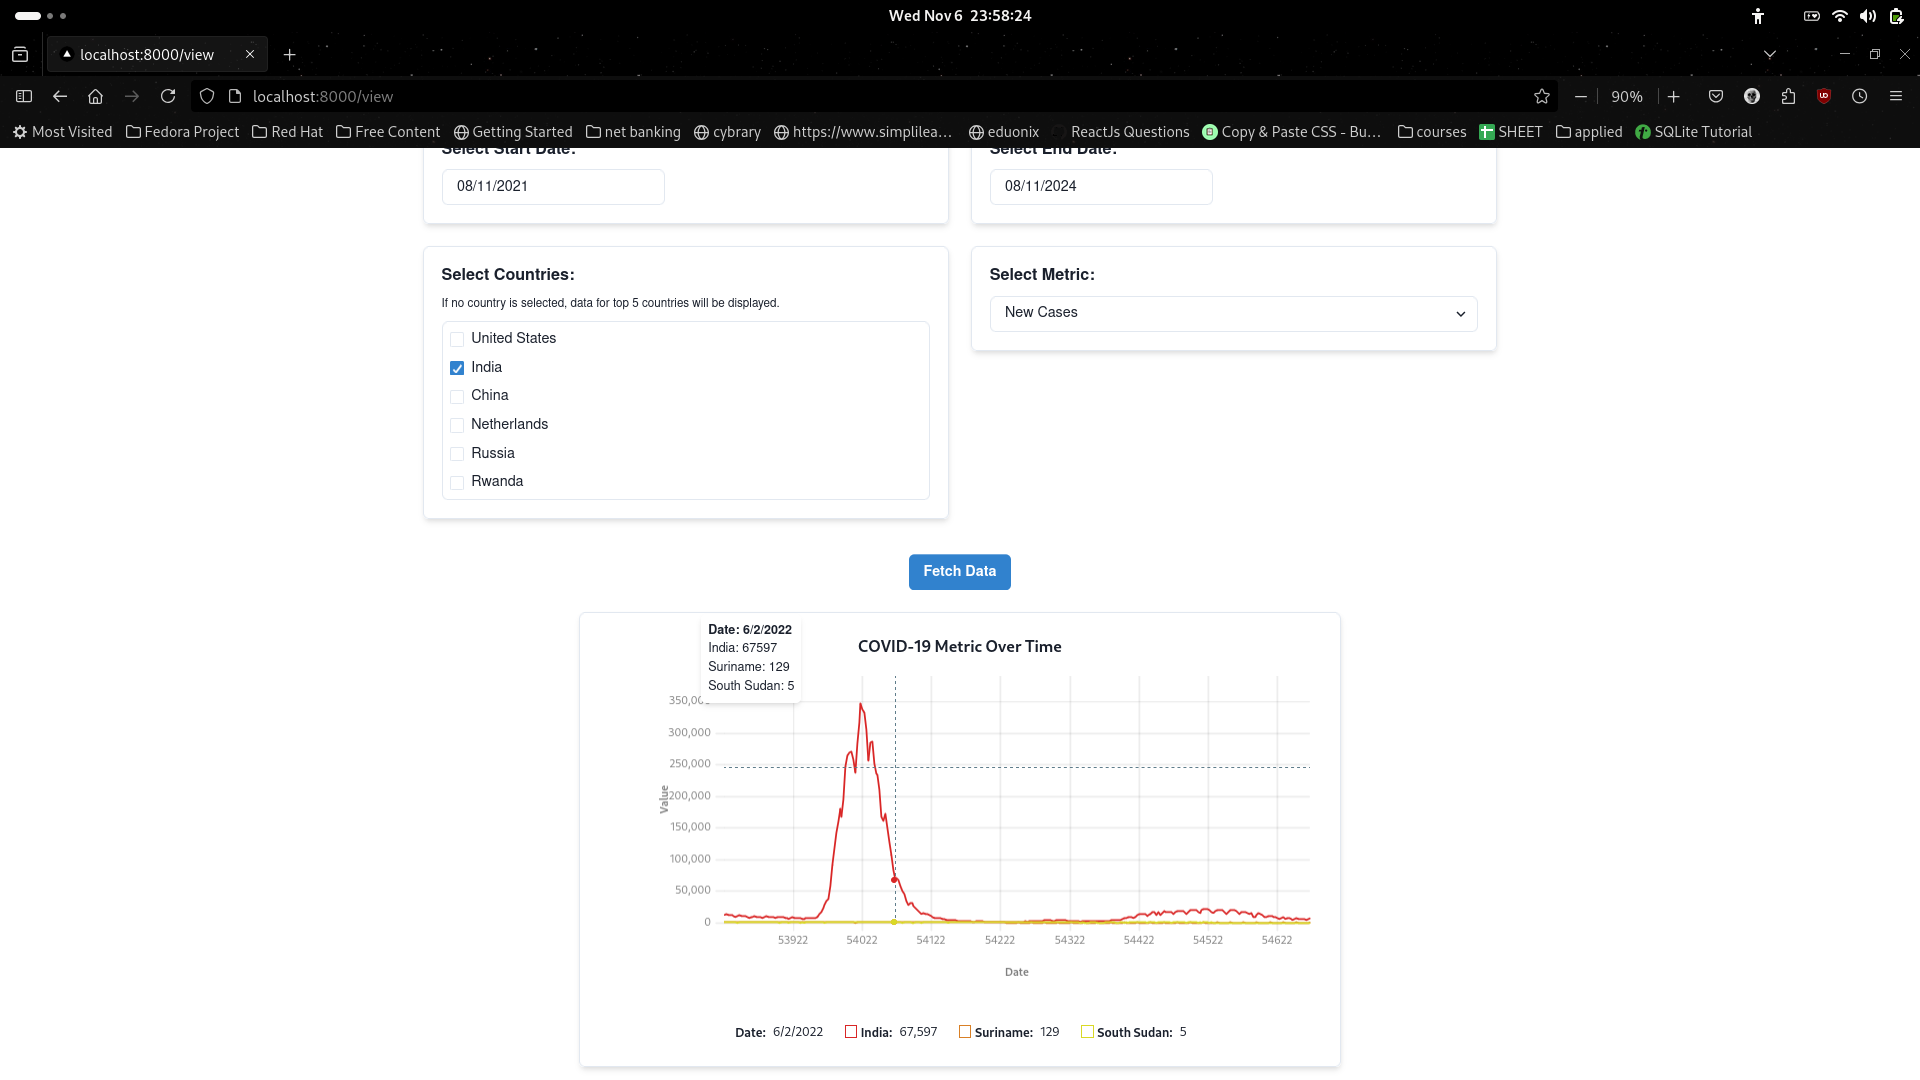 Wed Nov 6 23:58:24
localhost:8000/view
localhost:8000/view
90%
Most Visited Fedora Project Red Hat Free Content Getting Started net banking cybrary https://www.simplilea… eduonix ReactJs Questions Copy & Paste CSS - Bu… courses SHEET applied SQLite Tutorial
Select Start Date:
Select End Date:
08/11/2021
08/11/2024
Select Countries:
If no country is selected, data for top 5 countries will be displayed.
United States
India
China
Netherlands
Russia
Rwanda
Select Metric:
New Cases
Fetch Data
Date: 6/2/2022
India: 67597
Suriname: 129
South Sudan: 5
COVID-19 Metric Over Time
300,000
250,000
200,000
150,000
100,000
50,000
0
Value
53922 54022 54122 54222 54322 54422 54522 54622
Date
Date: 6/2/2022 India: 67,597 Suriname: 129 South Sudan: 5